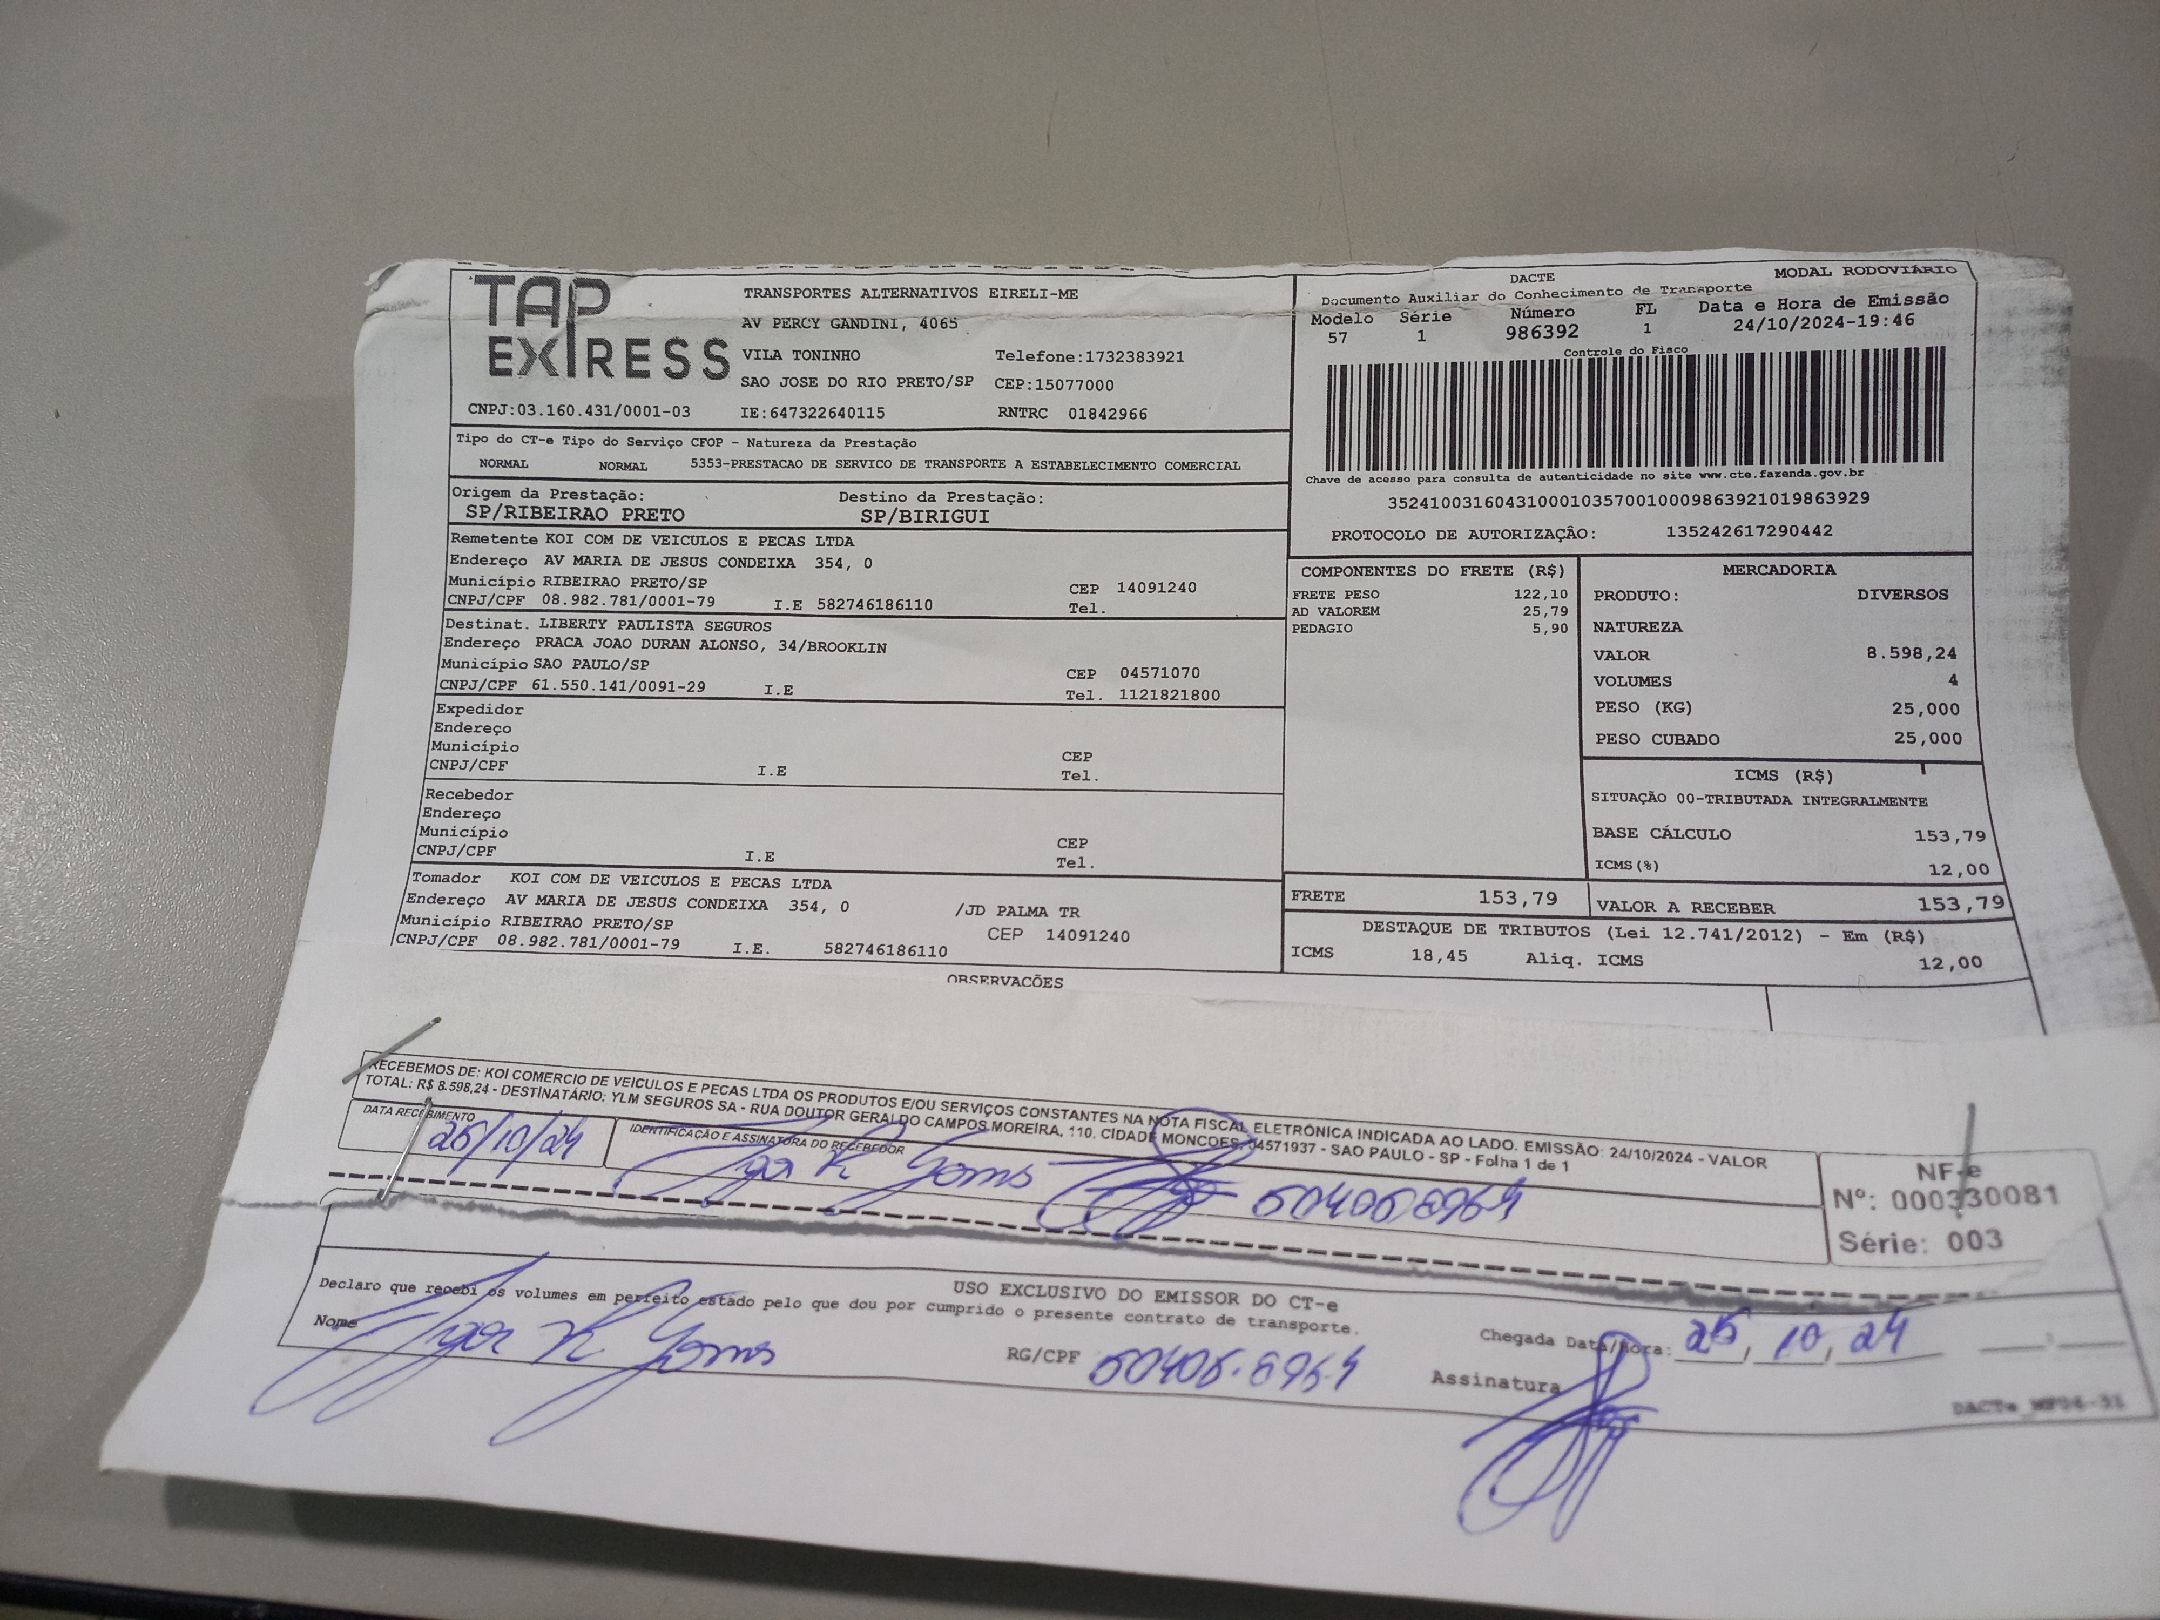 TAP EXPRESS
TRANSPORTES ALTERNATIVOS EIRELI-ME
AV PERCY GANDINI, 4065
VILA TONINHO Telefone:1732383921
SAO JOSE DO RIO PRETO/SP CEP:15077000
CNPJ:03.160.431/0001-03 IE:647322640115 RNTRC 01842966
DACTE MODAL RODOVIÁRIO
Documento Auxiliar do Conhecimento de Transporte
Modelo Série Número FL Data e Hora de Emissão
57 1 986392 1 24/10/2024-19:46
Controle do Fisco
Chave de acesso para consulta de autenticidade no site www.cte.fazenda.gov.br
35241003160431000103570010009863921019863929
PROTOCOLO DE AUTORIZAÇÃO: 135242617290442
Tipo do CT-e Tipo do Serviço CFOP - Natureza da Prestação
NORMAL NORMAL 5353-PRESTACAO DE SERVICO DE TRANSPORTE A ESTABELECIMENTO COMERCIAL
Origem da Prestação: Destino da Prestação:
SP/RIBEIRAO PRETO SP/BIRIGUI
Remetente KOI COM DE VEICULOS E PECAS LTDA
Endereço AV MARIA DE JESUS CONDEIXA 354, 0
Município RIBEIRAO PRETO/SP CEP 14091240
CNPJ/CPF 08.982.781/0001-79 I.E 582746186110 Tel.
Destinat. LIBERTY PAULISTA SEGUROS
Endereço PRACA JOAO DURAN ALONSO, 34/BROOKLIN
Município SAO PAULO/SP CEP 04571070
CNPJ/CPF 61.550.141/0091-29 I.E Tel. 1121821800
Expedidor
Endereço
Município CEP
CNPJ/CPF I.E Tel.
Recebedor
Endereço
Município CEP
CNPJ/CPF I.E Tel.
Tomador KOI COM DE VEICULOS E PECAS LTDA
Endereço AV MARIA DE JESUS CONDEIXA 354, 0 /JD PALMA TR
Município RIBEIRAO PRETO/SP CEP 14091240
CNPJ/CPF 08.982.781/0001-79 I.E. 582746186110
COMPONENTES DO FRETE (R$)
FRETE PESO 122,10
AD VALOREM 25,79
PEDAGIO 5,90
MERCADORIA
PRODUTO: DIVERSOS
NATUREZA
VALOR 8.598,24
VOLUMES 4
PESO (KG) 25,000
PESO CUBADO 25,000
ICMS (R$)
SITUAÇÃO 00-TRIBUTADA INTEGRALMENTE
BASE CÁLCULO 153,79
ICMS(%) 12,00
FRETE 153,79 VALOR A RECEBER 153,79
DESTAQUE DE TRIBUTOS (Lei 12.741/2012) - Em (R$)
ICMS 18,45 Aliq. ICMS 12,00
OBSERVAÇÕES
RECEBEMOS DE: KOI COMERCIO DE VEICULOS E PECAS LTDA OS PRODUTOS E/OU SERVIÇOS CONSTANTES NA NOTA FISCAL ELETRÔNICA INDICADA AO LADO. EMISSÃO: 24/10/2024 - VALOR
TOTAL: R$ 8.598,24 - DESTINATÁRIO: YLM SEGUROS SA - RUA DOUTOR GERALDO CAMPOS MOREIRA, 110, CIDADE MONCOES, 04571937 - SAO PAULO - SP - Folha 1 de 1
DATA RECEBIMENTO IDENTIFICAÇÃO E ASSINATURA DO RECEBEDOR
25/10/24 Igor K Gomes
NF-e
Nº: 000330081
Série: 003
USO EXCLUSIVO DO EMISSOR DO CT-e
Declaro que recebi os volumes em perfeito estado pelo que dou por cumprido o presente contrato de transporte.
Nome Igor K Gomes RG/CPF Chegada Data/Hora: 25, 10, 24
Assinatura